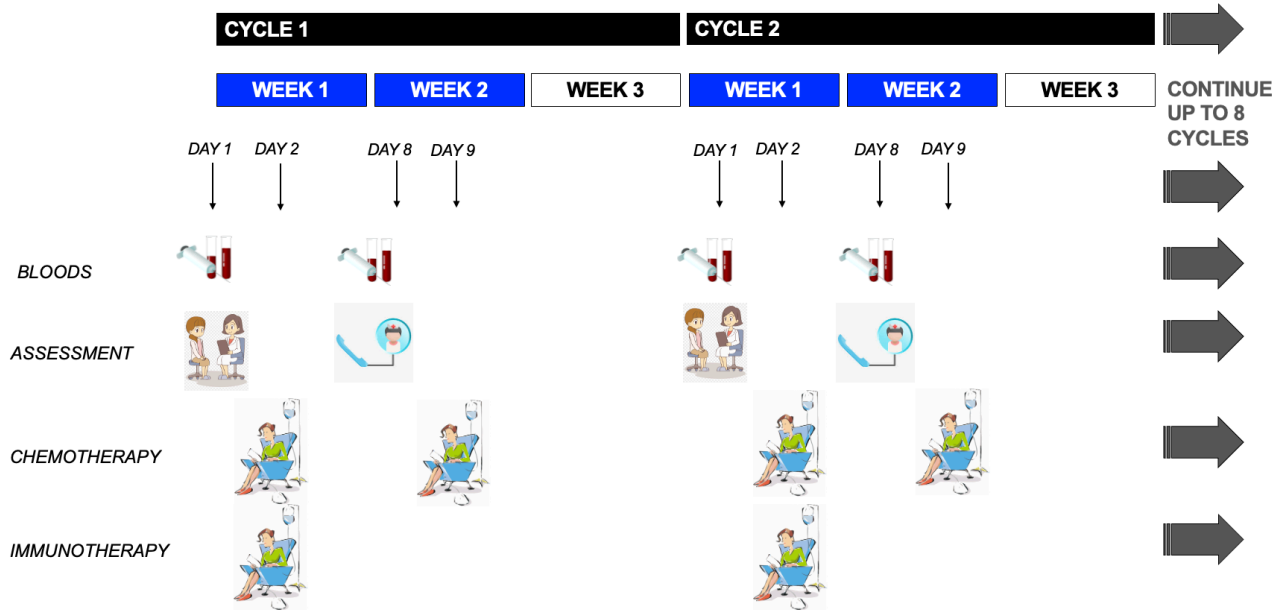 CYCLE 1
CYCLE 2
WEEK 1
WEEK 2
WEEK 3
WEEK 1
WEEK 2
WEEK 3
CONTINUE
UP TO 8
CYCLES
DAY 1
DAY 2
DAY 8
DAY 9
DAY 1
DAY 2
DAY 8
DAY 9
BLOODS
ASSESSMENT
CHEMOTHERAPY
IMMUNOTHERAPY